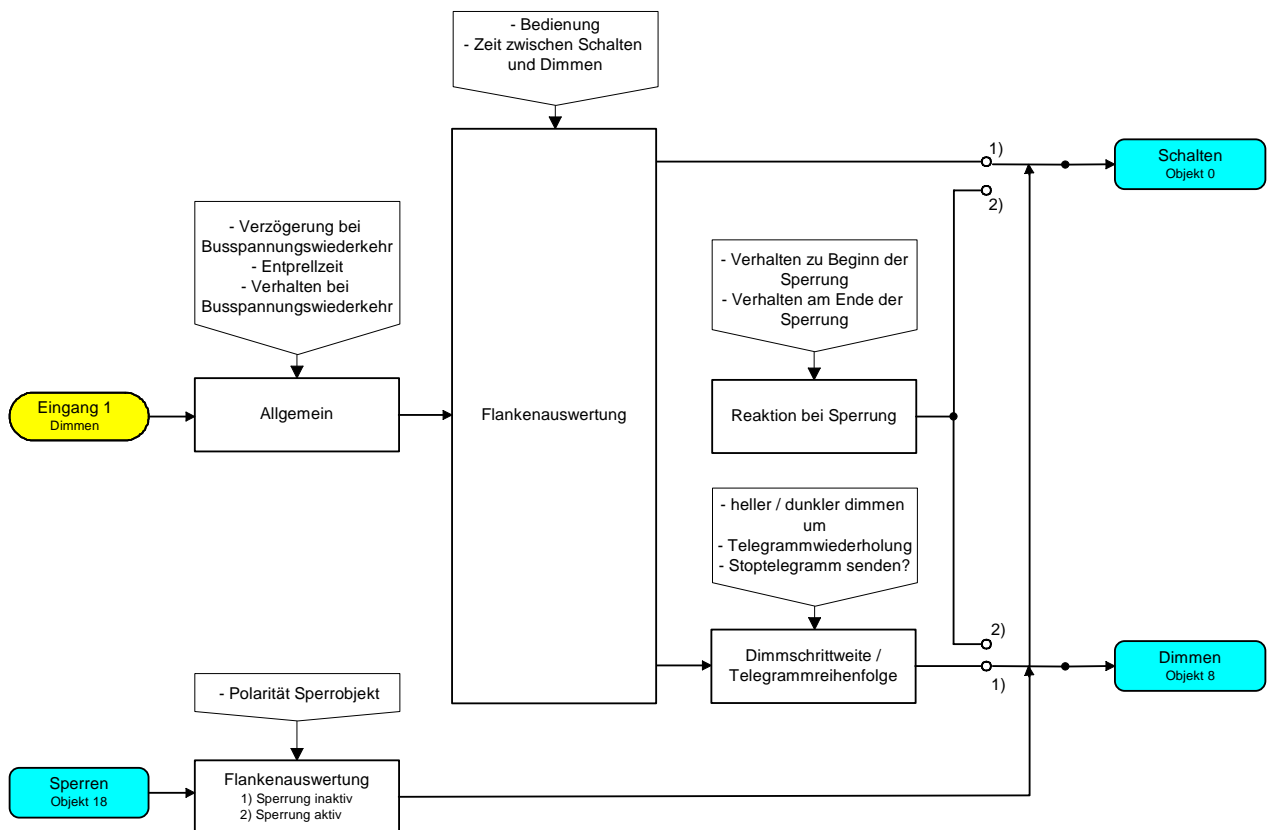 - Bedienung
- Zeit zwischen Schalten
und Dimmen
1)
Schalten
Objekt 0
2)
- Verzögerung bei
Busspannungswiederkehr
- Entprellzeit
- Verhalten bei
Busspannungswiederkehr
- Verhalten zu Beginn der
Sperrung
- Verhalten am Ende der
Sperrung
Eingang 1
Dimmen
Allgemein
Flankenauswertung
Reaktion bei Sperrung
- heller / dunkler dimmen
um
- Telegrammwiederholung
- Stoptelegramm senden?
2)
Dimmschrittweite /
Telegrammreihenfolge
1)
Dimmen
Objekt 8
- Polarität Sperrobjekt
Sperren
Objekt 18
Flankenauswertung
1) Sperrung inaktiv
2) Sperrung aktiv